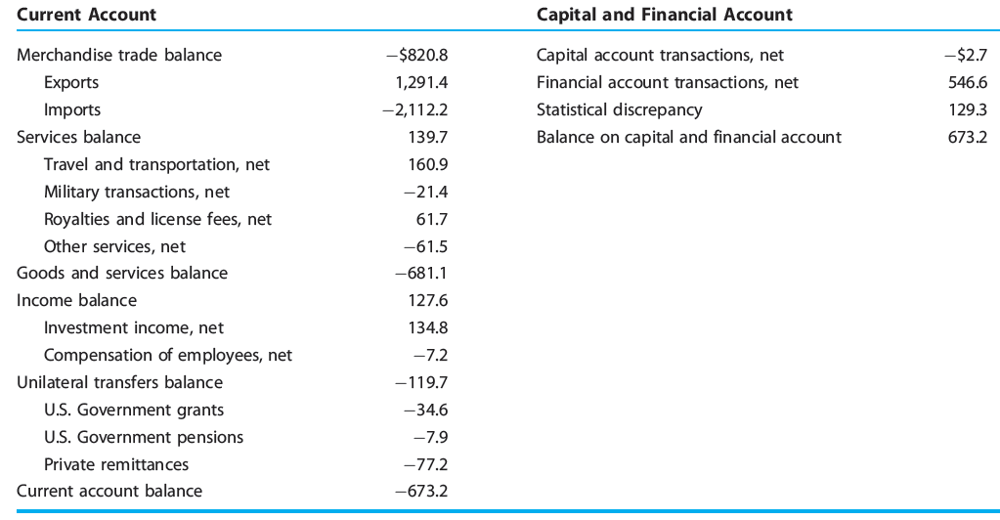 Current Account Capital and Financial Account
Merchandise trade balance −$820.8 Capital account transactions, net −$2.7
Exports 1,291.4 Financial account transactions, net 546.6
Imports −2,112.2 Statistical discrepancy 129.3
Services balance 139.7 Balance on capital and financial account 673.2
Travel and transportation, net 160.9
Military transactions, net −21.4
Royalties and license fees, net 61.7
Other services, net −61.5
Goods and services balance −681.1
Income balance 127.6
Investment income, net 134.8
Compensation of employees, net −7.2
Unilateral transfers balance −119.7
U.S. Government grants −34.6
U.S. Government pensions −7.9
Private remittances −77.2
Current account balance −673.2